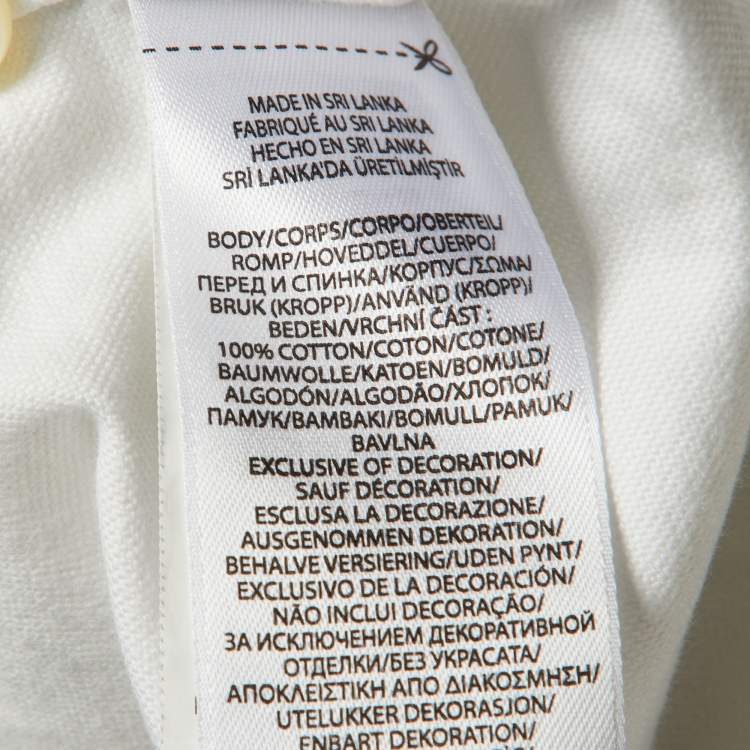 MADE IN SRI LANKA
FABRIQUÉ AU SRI LANKA
HECHO EN SRI LANKA
SRİ LANKA'DA ÜRETİLMİŞTİR
BODY/CORPS/CORPO/OBERTEIL/
ROMP/HOVEDDEL/CUERPO/
ПЕРЕД И СПИНКА/КОРПУС/ΣΩΜΑ/
BRUK (KROPP)/ANVÄND (KROPP)/
BEDEN/VRCHNÍ ČÁST :
100% COTTON/COTON/COTONE/
BAUMWOLLE/KATOEN/BOMULD/
ALGODÓN/ALGODÃO/ХЛОПОК/
ПАМУК/BAMBAKI/BOMULL/PAMUK/
BAVLNA
EXCLUSIVE OF DECORATION/
SAUF DÉCORATION/
ESCLUSA LA DECORAZIONE/
AUSGENOMMEN DEKORATION/
BEHALVE VERSIERING/UDEN PYNT/
EXCLUSIVO DE LA DECORACIÓN/
NÃO INCLUI DECORAÇÃO/
ЗА ИСКЛЮЧЕНИЕМ ДЕКОРАТИВНОЙ
ОТДЕЛКИ/БЕЗ УКРАСАТА/
ΑΠΟΚΛΕΙΣΤΙΚΗ ΑΠΟ ΔΙΑΚΟΣΜΗΣΗ/
UTELUKKER DEKORASJON/
ENBART DEKORATION/